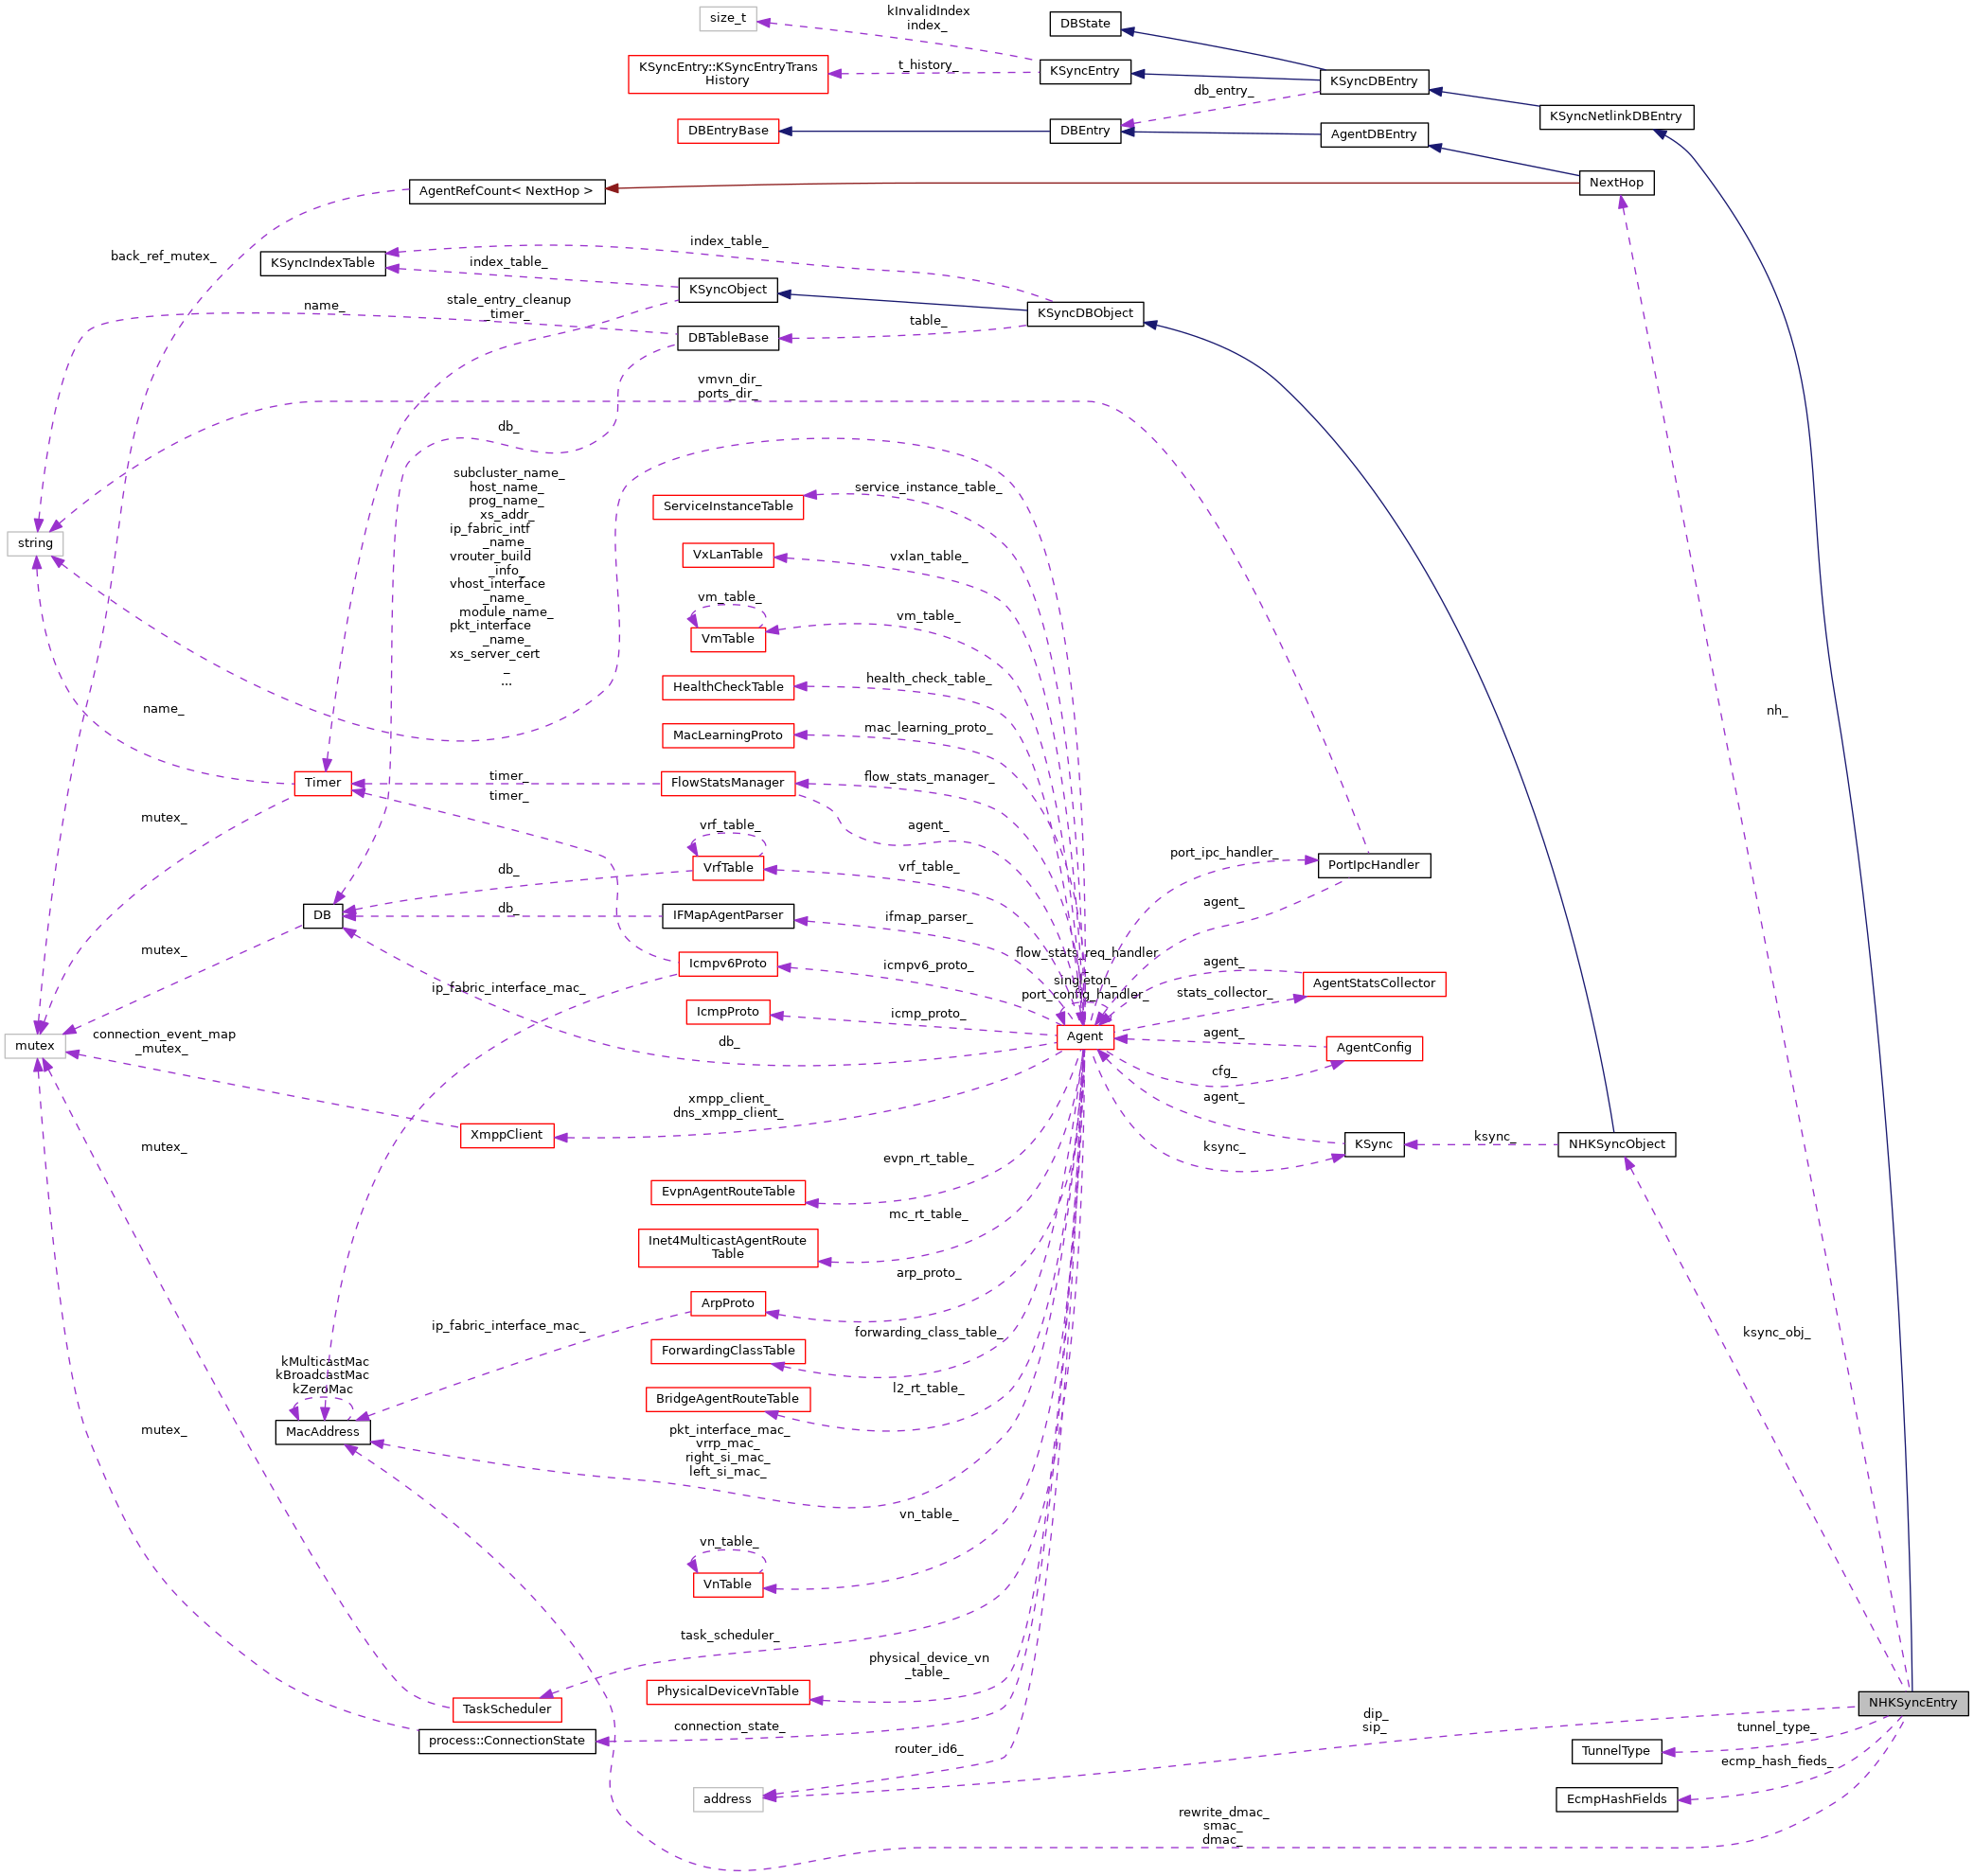 kInvalidIndex
index_
size_t
DBState
KSyncEntry::KSyncEntryTrans
History
t_history_
KSyncEntry
KSyncDBEntry
db_entry_
KSyncNetlinkDBEntry
DBEntryBase
DBEntry
AgentDBEntry
AgentRefCount< NextHop >
NextHop
back_ref_mutex_
index_table_
KSyncIndexTable
index_table_
KSyncObject
name_
stale_entry_cleanup
_timer_
KSyncDBObject
table_
DBTableBase
vmvn_dir_
ports_dir_
db_
subcluster_name_
host_name_
prog_name_
xs_addr_
ip_fabric_intf
_name_
vrouter_build
_info_
vhost_interface
_name_
module_name_
pkt_interface
_name_
xs_server_cert
_
...
service_instance_table_
ServiceInstanceTable
string
vxlan_table_
VxLanTable
vm_table_
vm_table_
VmTable
health_check_table_
HealthCheckTable
name_
nh_
mac_learning_proto_
MacLearningProto
Timer
timer_
timer_
FlowStatsManager
flow_stats_manager_
mutex_
vrf_table_
agent_
port_ipc_handler_
PortIpcHandler
db_
VrfTable
vrf_table_
agent_
DB
db_
IFMapAgentParser
ifmap_parser_
mutex_
flow_stats_req_handler
_
Icmpv6Proto
icmpv6_proto_
agent_
singleton_
port_config_handler_
AgentStatsCollector
stats_collector_
ip_fabric_interface_mac_
IcmpProto
icmp_proto_
connection_event_map
_mutex_
mutex
db_
Agent
agent_
AgentConfig
cfg_
xmpp_client_
dns_xmpp_client_
agent_
XmppClient
mutex_
ksync_
KSync
ksync_
NHKSyncObject
evpn_rt_table_
EvpnAgentRouteTable
mc_rt_table_
Inet4MulticastAgentRoute
Table
arp_proto_
ArpProto
ip_fabric_interface_mac_
forwarding_class_table_
ksync_obj_
ForwardingClassTable
kMulticastMac
kBroadcastMac
kZeroMac
l2_rt_table_
BridgeAgentRouteTable
MacAddress
mutex_
pkt_interface_mac_
vrrp_mac_
right_si_mac_
left_si_mac_
vn_table_
vn_table_
VnTable
task_scheduler_
physical_device_vn
_table_
PhysicalDeviceVnTable
TaskScheduler
NHKSyncEntry
process::ConnectionState
connection_state_
dip_
sip_
tunnel_type_
TunnelType
router_id6_
ecmp_hash_fieds_
address
EcmpHashFields
rewrite_dmac_
smac_
dmac_